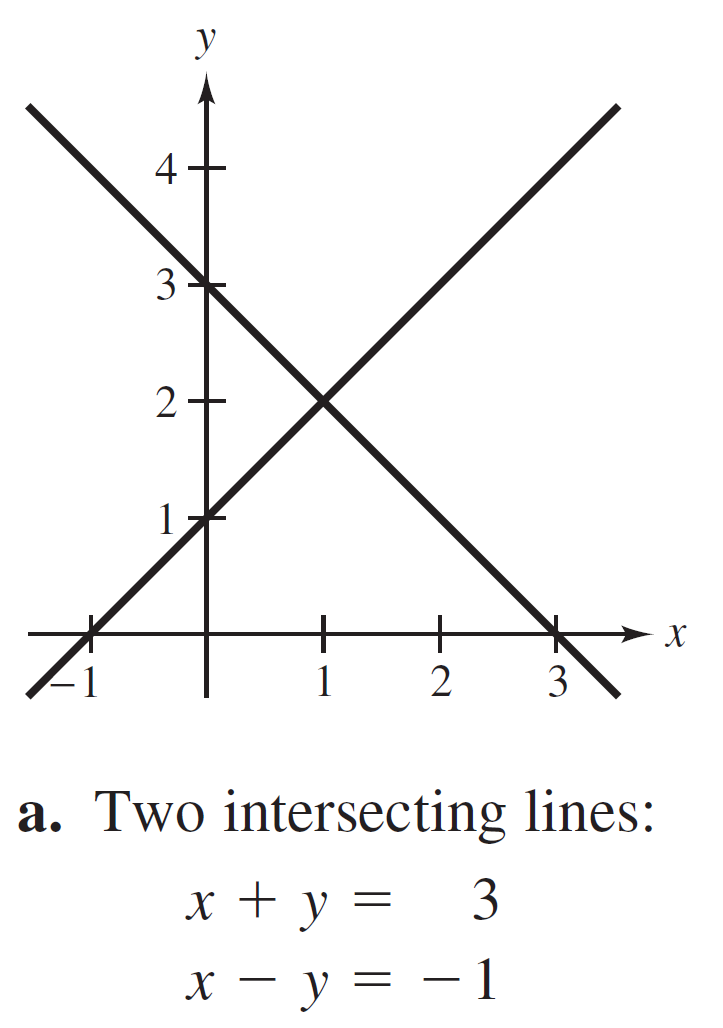 y
4
3
2
1
x
−1 1 2 3
a. Two intersecting lines:
x + y = 3
x − y = −1